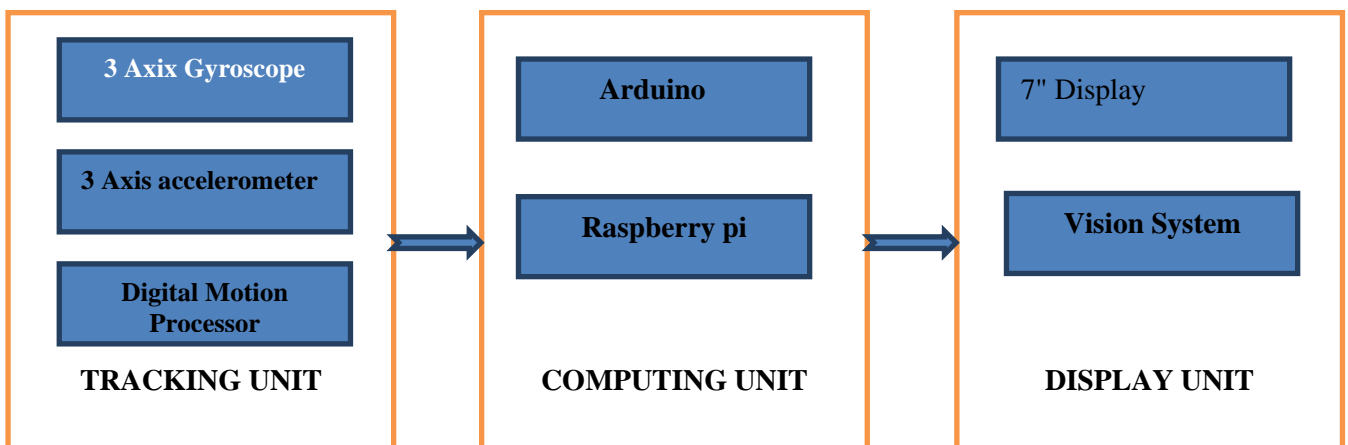 3 Axix Gyroscope
3 Axis accelerometer
Digital Motion
Processor
TRACKING UNIT
Arduino
Raspberry pi
COMPUTING UNIT
7" Display
Vision System
DISPLAY UNIT